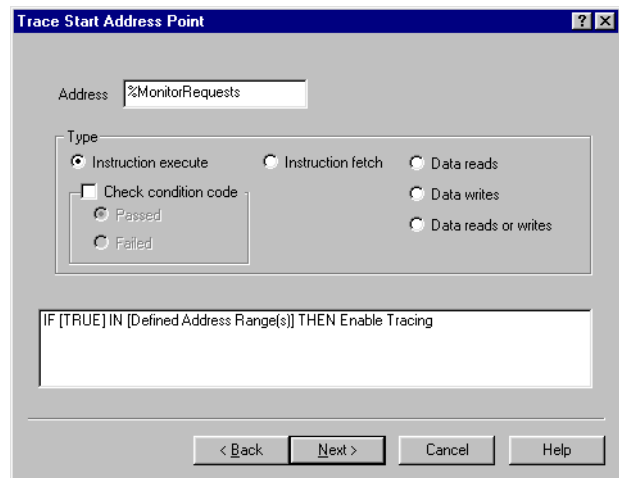 Trace Start Address Point
Address %MonitorRequests
Type
Instruction execute Instruction fetch Data reads
Check condition code Data writes
Passed
Data reads or writes
Failed
IF [TRUE] IN [Defined Address Range(s)] THEN Enable Tracing
< Back Next > Cancel Help